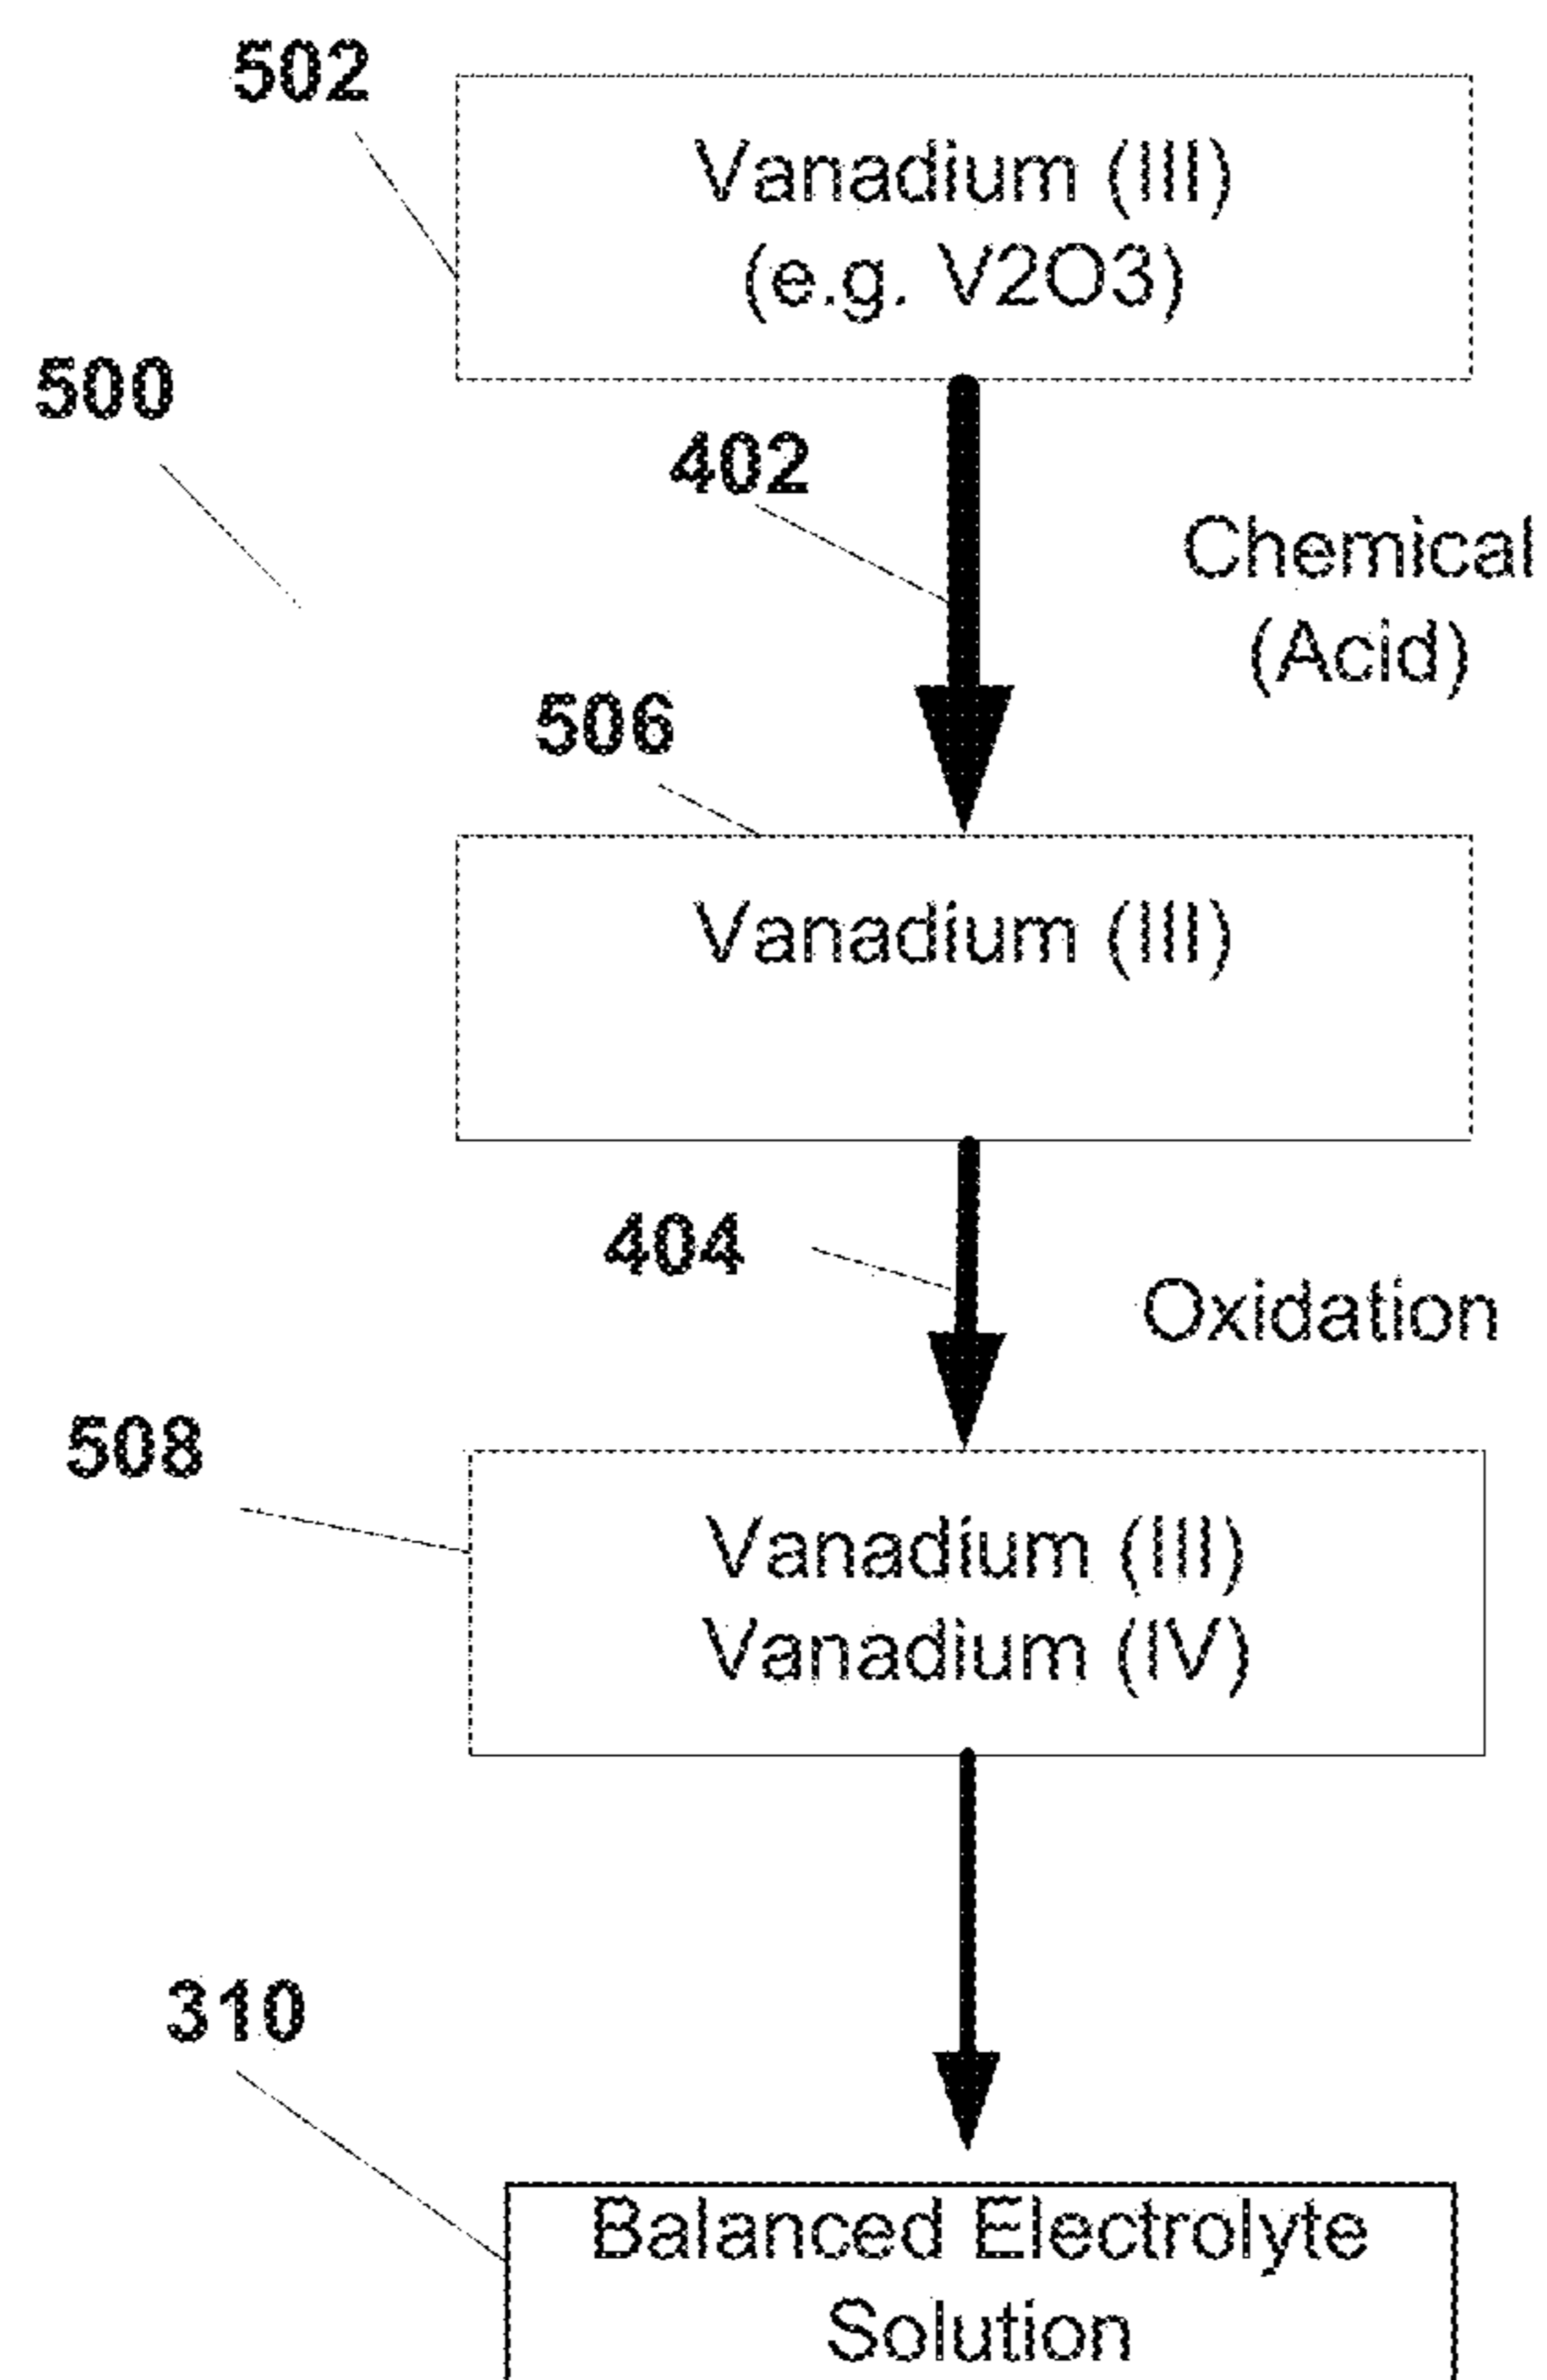 502
Vanadium (III)
(e.g. V2O3)
500
402
Chemical
(Acid)
506
Vanadium (III)
404
Oxidation
508
Vanadium (III)
Vanadium (IV)
310
Balanced Electrolyte
Solution